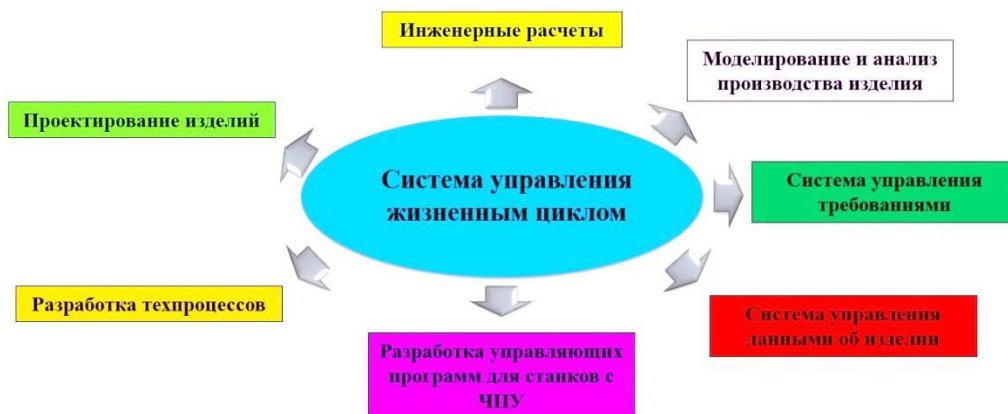 Инженерные расчеты
Моделирование и анализ
производства изделия
Проектирование изделий
Система управления
жизненным циклом
Система управления
требованиями
Разработка техпроцессов
Система управления
данными об изделии
Разработка управляющих
программ для станков с
ЧПУ